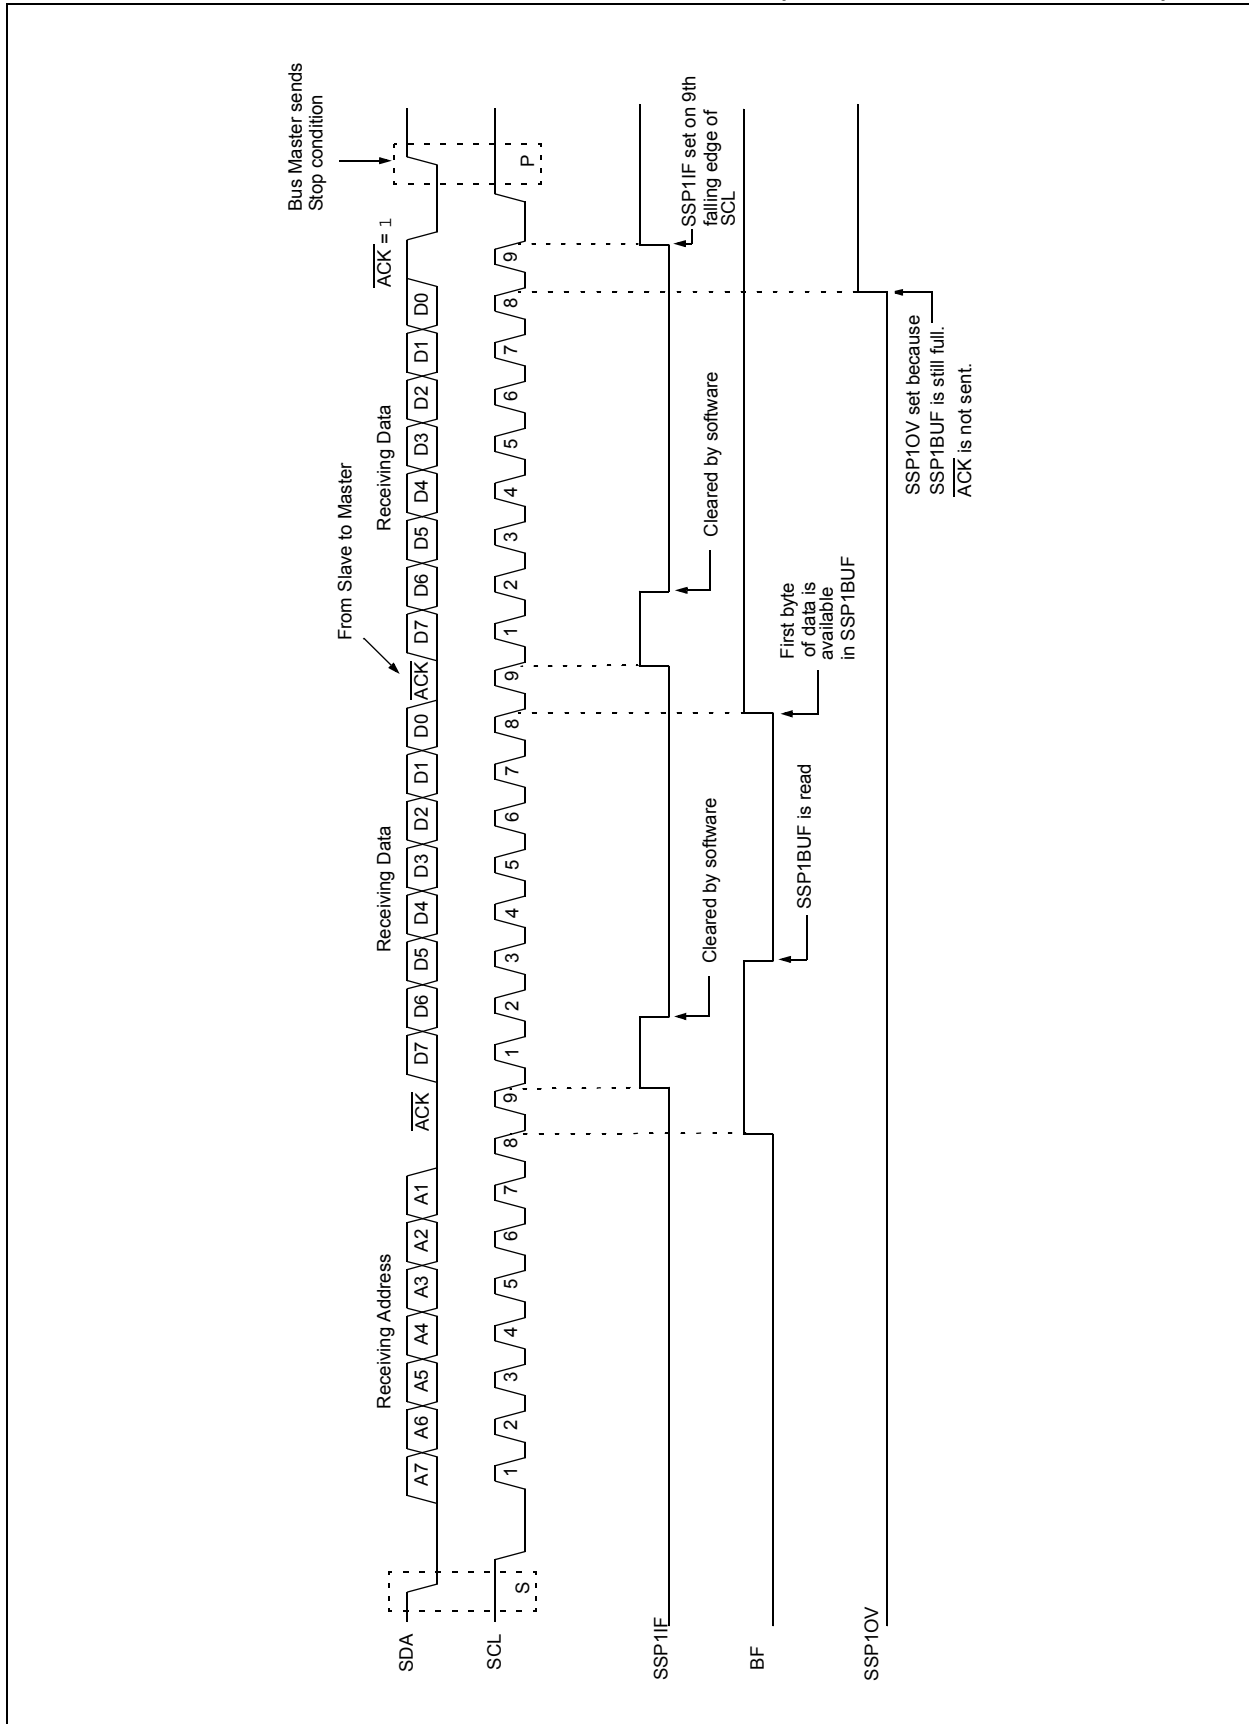 Bus Master sends
Stop condition
From Slave to Master
Receiving Address
Receiving Data
Receiving Data
ACK = 1
SDA A7 A6 A5 A4 A3 A2 A1 ACK D7 D6 D5 D4 D3 D2 D1 D0 ACK D7 D6 D5 D4 D3 D2 D1 D0
SCL S 1 2 3 4 5 6 7 8 9 1 2 3 4 5 6 7 8 9 1 2 3 4 5 6 7 8 9 P
SSP1IF
Cleared by software
Cleared by software
SSP1IF set on 9th
falling edge of
SCL
BF
SSP1BUF is read
First byte
of data is
available
in SSP1BUF
SSP1OV
SSP1OV set because
SSP1BUF is still full.
ACK is not sent.